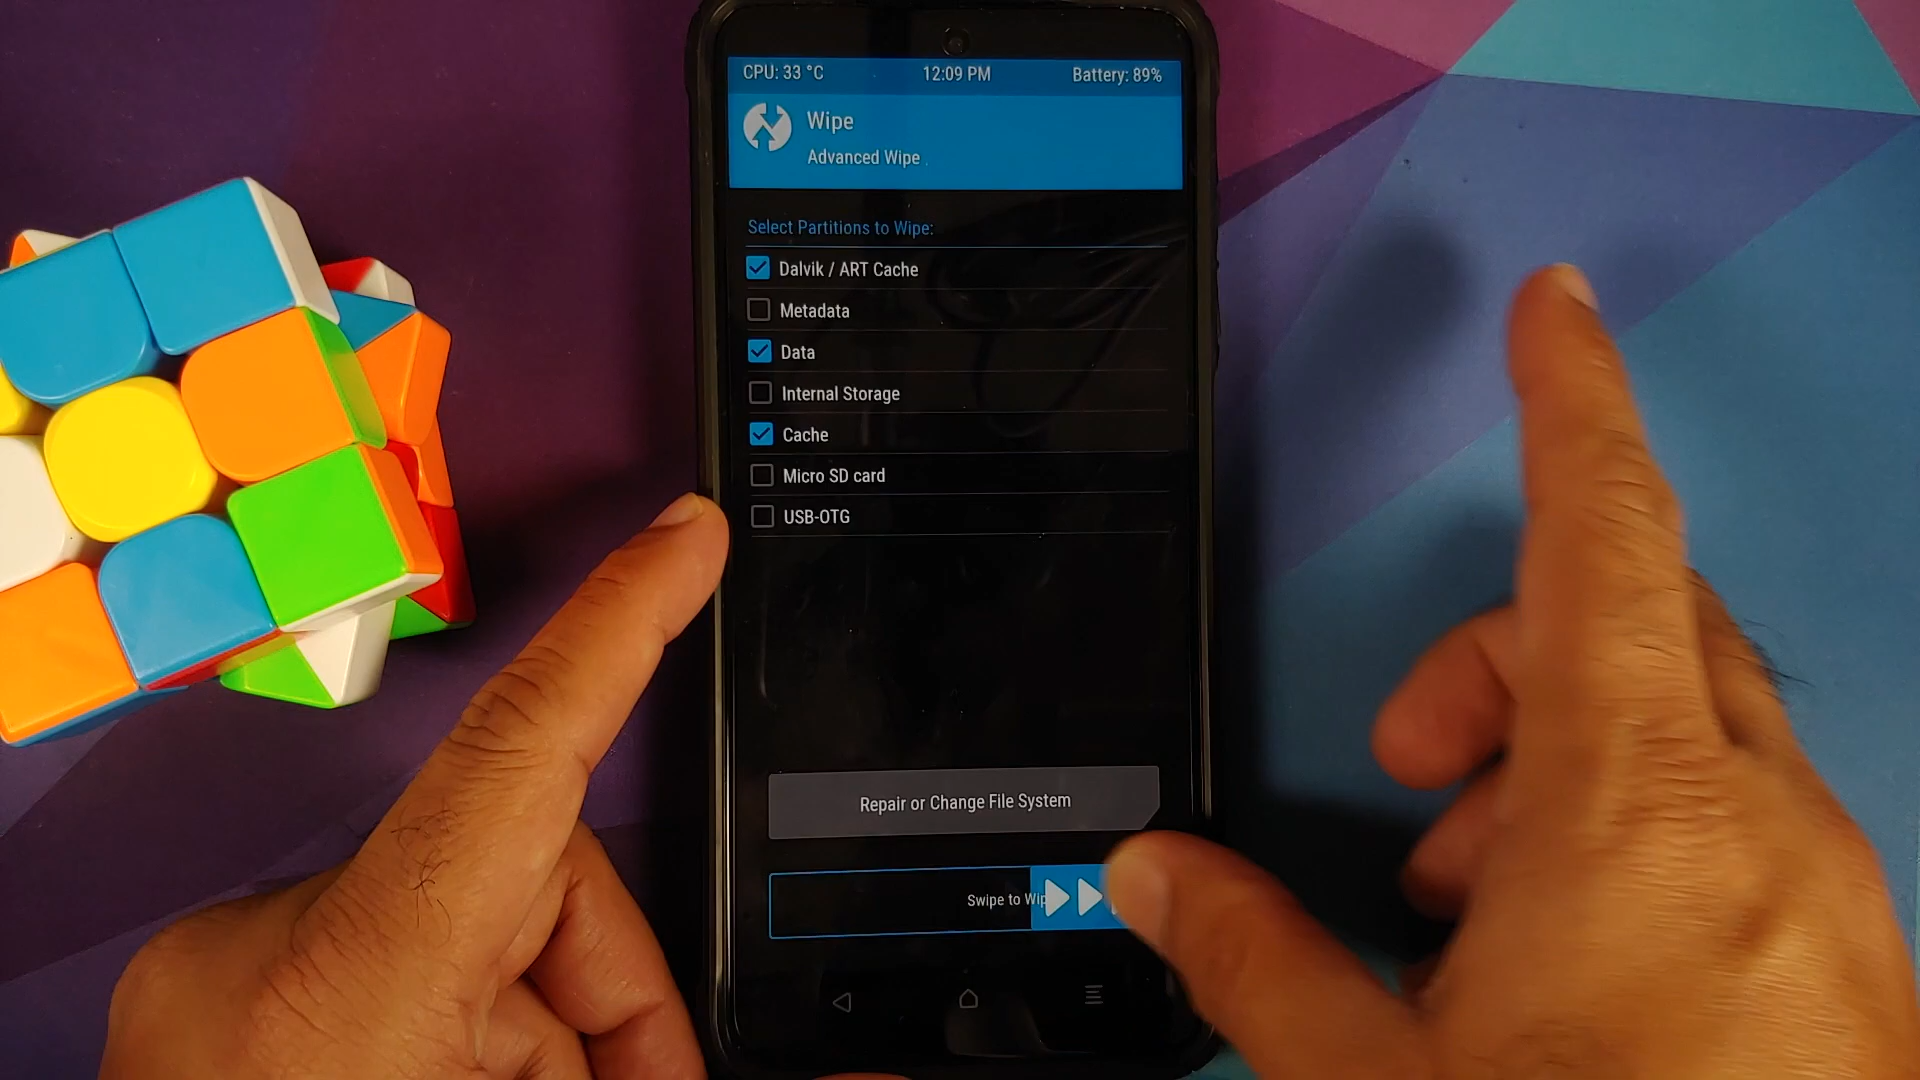 CPU: 33 °C 12:09 PM Battery: 89%
Wipe
Advanced Wipe
Select Partitions to Wipe:
Dalvik / ART Cache
Metadata
Data
Internal Storage
Cache
Micro SD card
USB-OTG
Repair or Change File System
Swipe to Wip